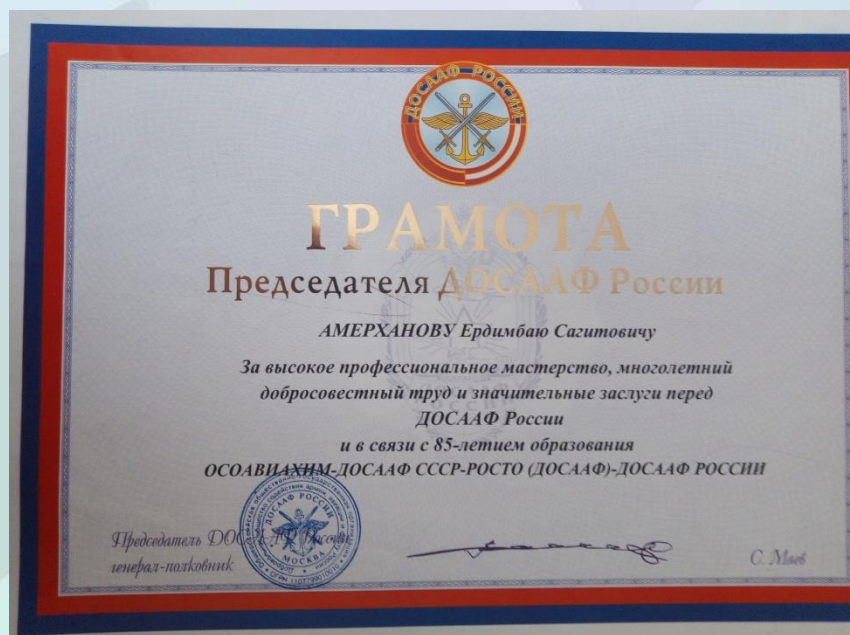 ДОСААФ РОССИИ
ГРАМОТА
Председателя ДОСААФ России
АМЕРХАНОВУ Ердимбаю Сагитовичу
За высокое профессиональное мастерство, многолетний
добросовестный труд и значительные заслуги перед
ДОСААФ России
и в связи с 85-летием образования
ОСОАВИАХИМ-ДОСААФ СССР-РОСТО (ДОСААФ)-ДОСААФ РОССИИ
Председатель ДОСААФ России
генерал-полковник
С. Маев
ДОСААФ РОССИИ
МОСКВА